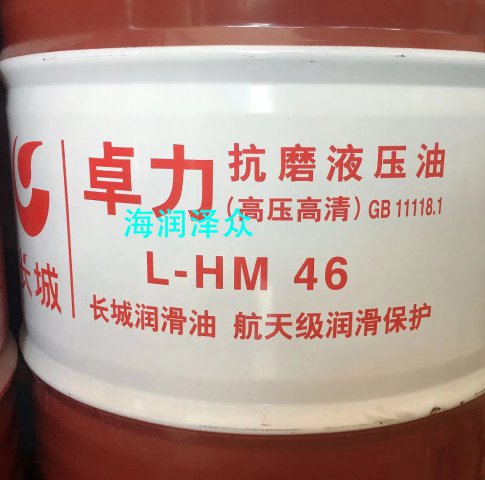 卓力 抗磨液压油
(高压高清) GB 11118.1
海润泽众
L-HM 46
长城
长城润滑油 航天级润滑保护